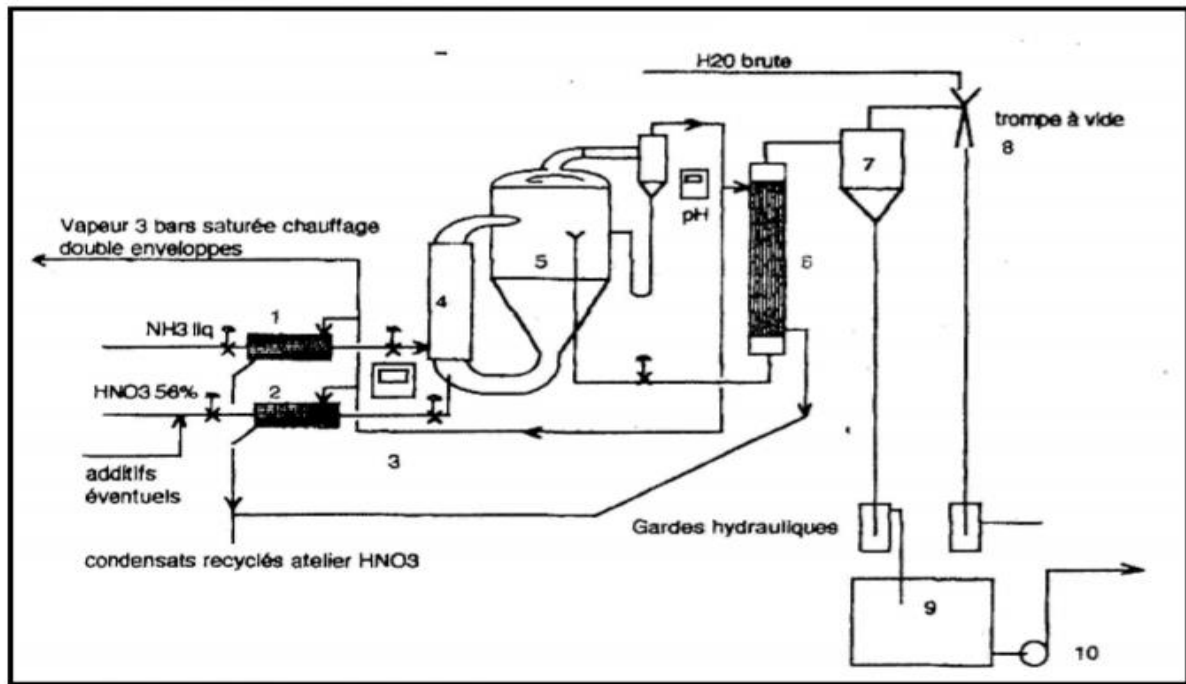 H20 brute
trompe à vide
8
7
pH
Vapeur 3 bars saturée chauffage
double enveloppes
5
6
4
1
NH3 liq
HNO3 56%
2
3
additifs
éventuels
Gardes hydrauliques
condensats recyclés atelier HNO3
9
10